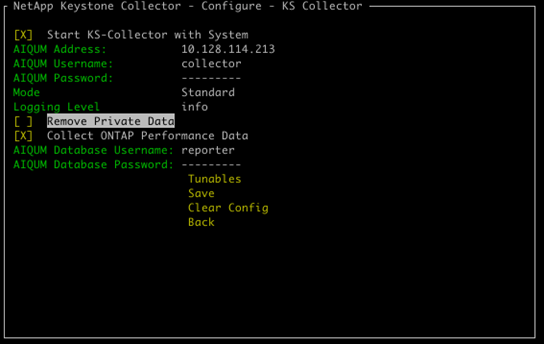 NetApp Keystone Collector - Configure - KS Collector
[X] Start KS-Collector with System
AIQUM Address: 10.128.114.213
AIQUM Username: collector
AIQUM Password: ---------
Mode Standard
Logging Level info
[ ] Remove Private Data
[X] Collect ONTAP Performance Data
AIQUM Database Username: reporter
AIQUM Database Password: ---------
Tunables
Save
Clear Config
Back